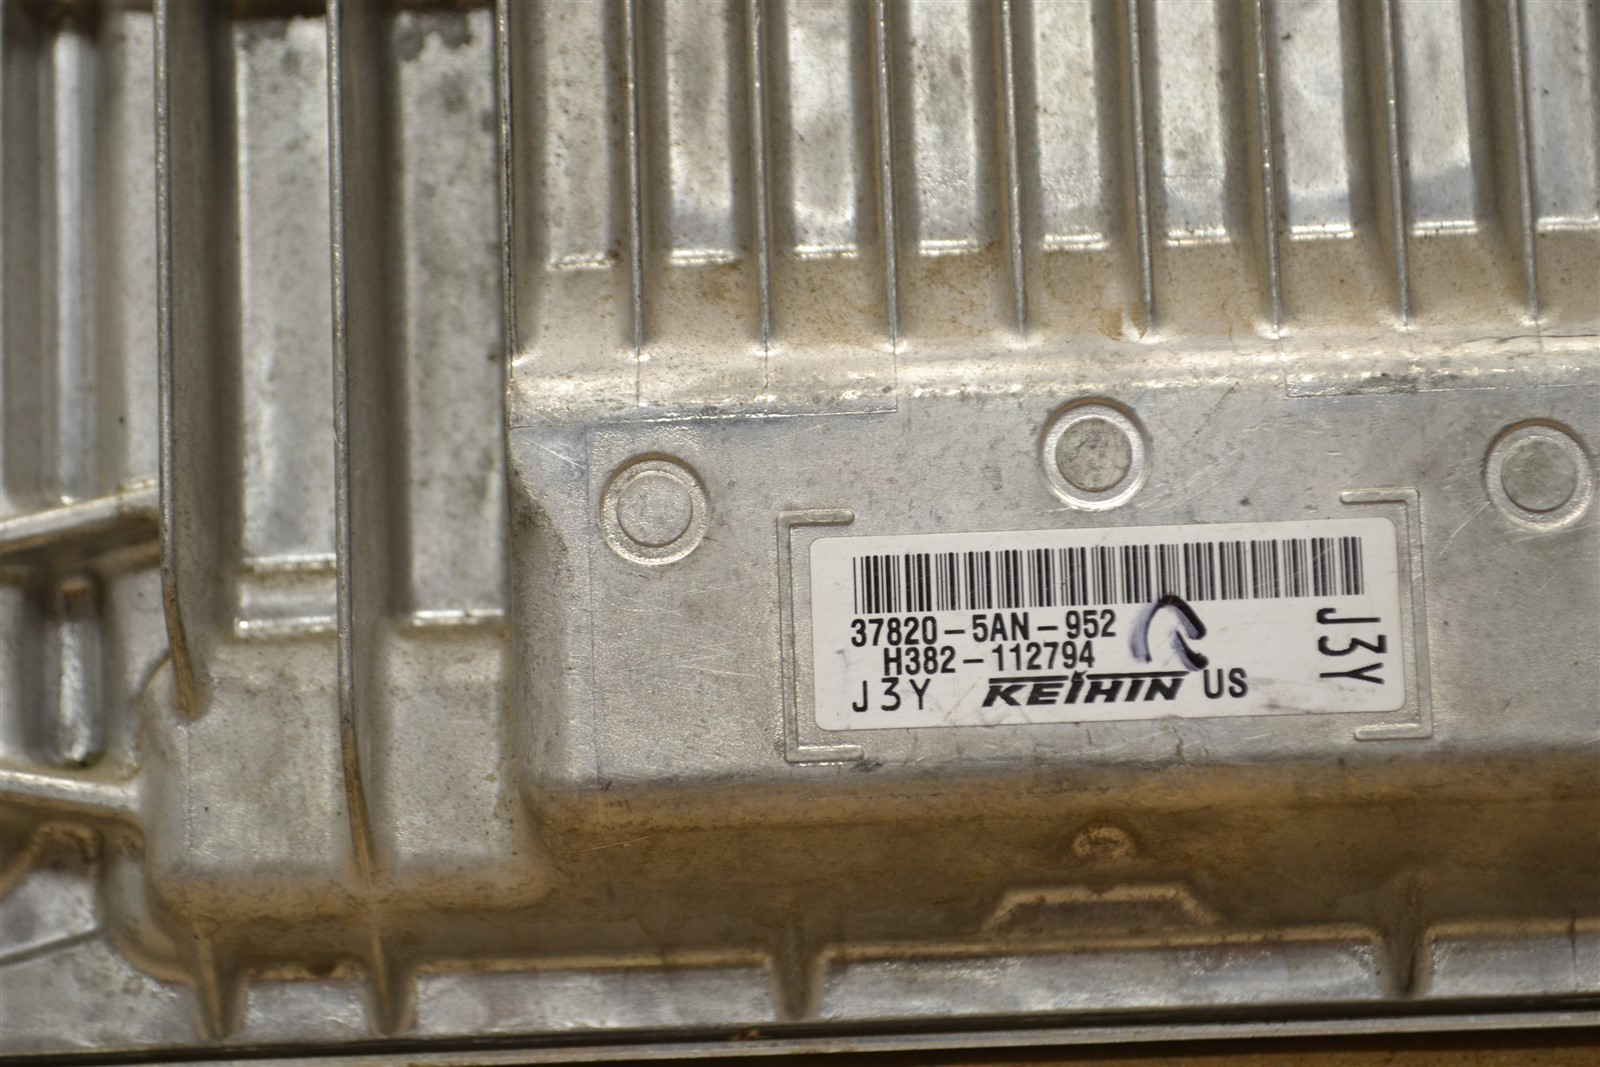 37820-5AN-952
H382-112794
J3Y KEIHIN US
J3Y